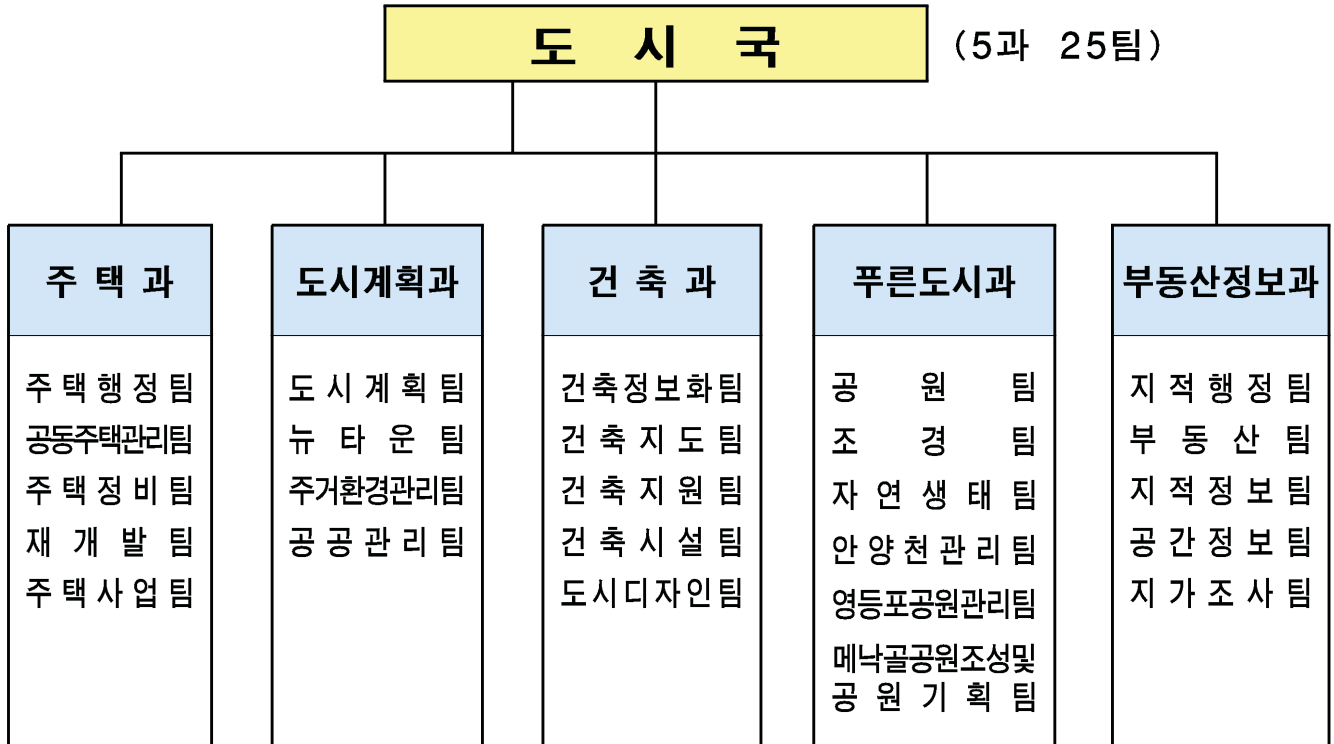 도 시 국
(5과 25팀)
주 택 과
주 택 행 정 팀
공동주택관리팀
주 택 정 비 팀
재 개 발 팀
주 택 사 업 팀
도시계획과
도 시 계 획 팀
뉴 타 운 팀
주거환경관리팀
공 공 관 리 팀
건 축 과
건축정보화팀
건 축 지 도 팀
건 축 지 원 팀
건 축 시 설 팀
도시디자인팀
푸른도시과
공 원 팀
조 경 팀
자 연 생 태 팀
안 양 천 관 리 팀
영등포공원관리팀
메낙골공원조성및
공 원 기 획 팀
부동산정보과
지 적 행 정 팀
부 동 산 팀
지 적 정 보 팀
공 간 정 보 팀
지 가 조 사 팀